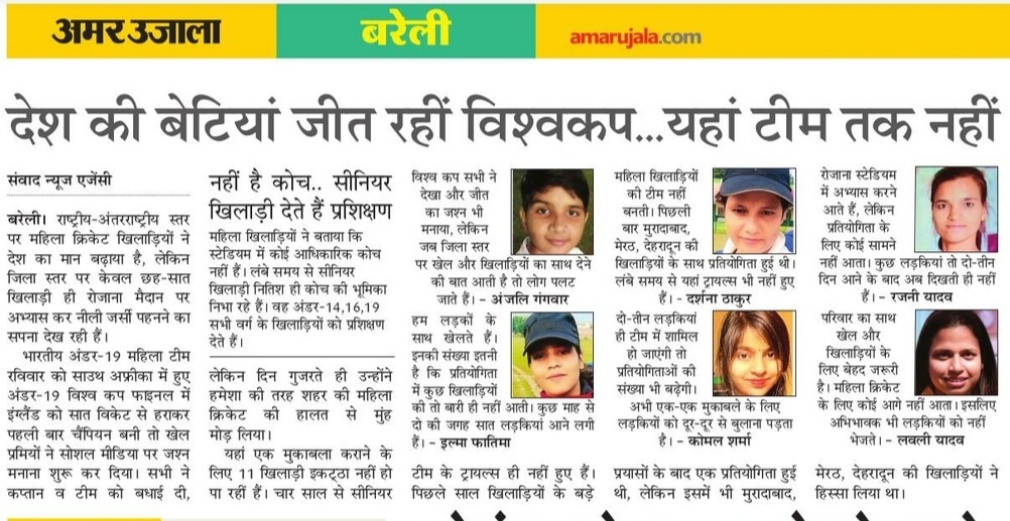 अमर उजाला
बरेली
amarujala.com
देश की बेटियां जीत रहीं विश्वकप...यहां टीम तक नहीं
संवाद न्यूज एजेंसी
बरेली। राष्ट्रीय-अंतरराष्ट्रीय स्तर
पर महिला क्रिकेट खिलाड़ियों ने
देश का मान बढ़ाया है, लेकिन
जिला स्तर पर केवल छह-सात
खिलाड़ी ही रोजाना मैदान पर
अभ्यास कर नीली जर्सी पहनने का
सपना देख रही हैं।
भारतीय अंडर-19 महिला टीम
रविवार को साउथ अफ्रीका में हुए
अंडर-19 विश्व कप फाइनल में
इंग्लैंड को सात विकेट से हराकर
पहली बार चैंपियन बनी तो खेल
प्रमियों ने सोशल मीडिया पर जश्न
मनाना शुरू कर दिया। सभी ने
कप्तान व टीम को बधाई दी,
नहीं है कोच.. सीनियर
खिलाड़ी देते हैं प्रशिक्षण
महिला खिलाड़ियों ने बताया कि
स्टेडियम में कोई आधिकारिक कोच
नहीं हैं। लंबे समय से सीनियर
खिलाड़ी नितिश ही कोच की भूमिका
निभा रहे हैं। वह अंडर-14,16,19
सभी वर्ग के खिलाड़ियों को प्रशिक्षण
देते हैं।
लेकिन दिन गुजरते ही उन्होंने
हमेशा की तरह शहर की महिला
क्रिकेट की हालत से मुंह
मोड़ लिया।
यहां एक मुकाबला कराने के
लिए 11 खिलाड़ी इकट्ठा नहीं हो
पा रहीं हैं। चार साल से सीनियर
विश्व कप सभी ने
देखा और जीत
का जश्न भी
मनाया, लेकिन
जब जिला स्तर
पर खेल और खिलाड़ियों का साथ देने
की बात आती है तो लोग पलट
जाते हैं। - अंजलि गंगवार
हम लड़कों के
साथ खेलते हैं।
इनकी संख्या इतनी
है कि प्रतियोगिता
में कुछ खिलाड़ियों
की तो बारी ही नहीं आती। कुछ माह से
दो की जगह सात लड़कियां आने लगी
हैं। - इल्मा फातिमा
टीम के ट्रायल्स ही नहीं हुए हैं।
पिछले साल खिलाड़ियों के बड़े
महिला खिलाड़ियों
की टीम नहीं
बनती। पिछली
बार मुरादाबाद,
मेरठ, देहरादून की
खिलाड़ियों के साथ प्रतियोगिता हुई थी।
लंबे समय से यहां ट्रायल्स भी नहीं हुए
हैं। - दर्शना ठाकुर
दो-तीन लड़कियां
ही टीम में शामिल
हो जाएंगी तो
प्रतियोगिताओं की
संख्या भी बढ़ेगी।
अभी एक-एक मुकाबले के लिए
लड़कियों को दूर-दूर से बुलाना पड़ता
है। - कोमल शर्मा
प्रयासों के बाद एक प्रतियोगिता हुई
थी, लेकिन इसमें भी मुरादाबाद,
रोजाना स्टेडियम
में अभ्यास करने
आते हैं, लेकिन
प्रतियोगिता के
लिए कोई सामने
नहीं आता। कुछ लड़कियां तो दो-तीन
दिन आने के बाद अब दिखती ही नहीं
हैं। - रजनी यादव
परिवार का साथ
खेल और
खिलाड़ियों के
लिए बेहद जरूरी
है। महिला क्रिकेट
के लिए कोई आगे नहीं आता। इसलिए
अभिभावक भी लड़कियों को नहीं
भेजते। - लवली यादव
मेरठ, देहरादून की खिलाड़ियों ने
हिस्सा लिया था।